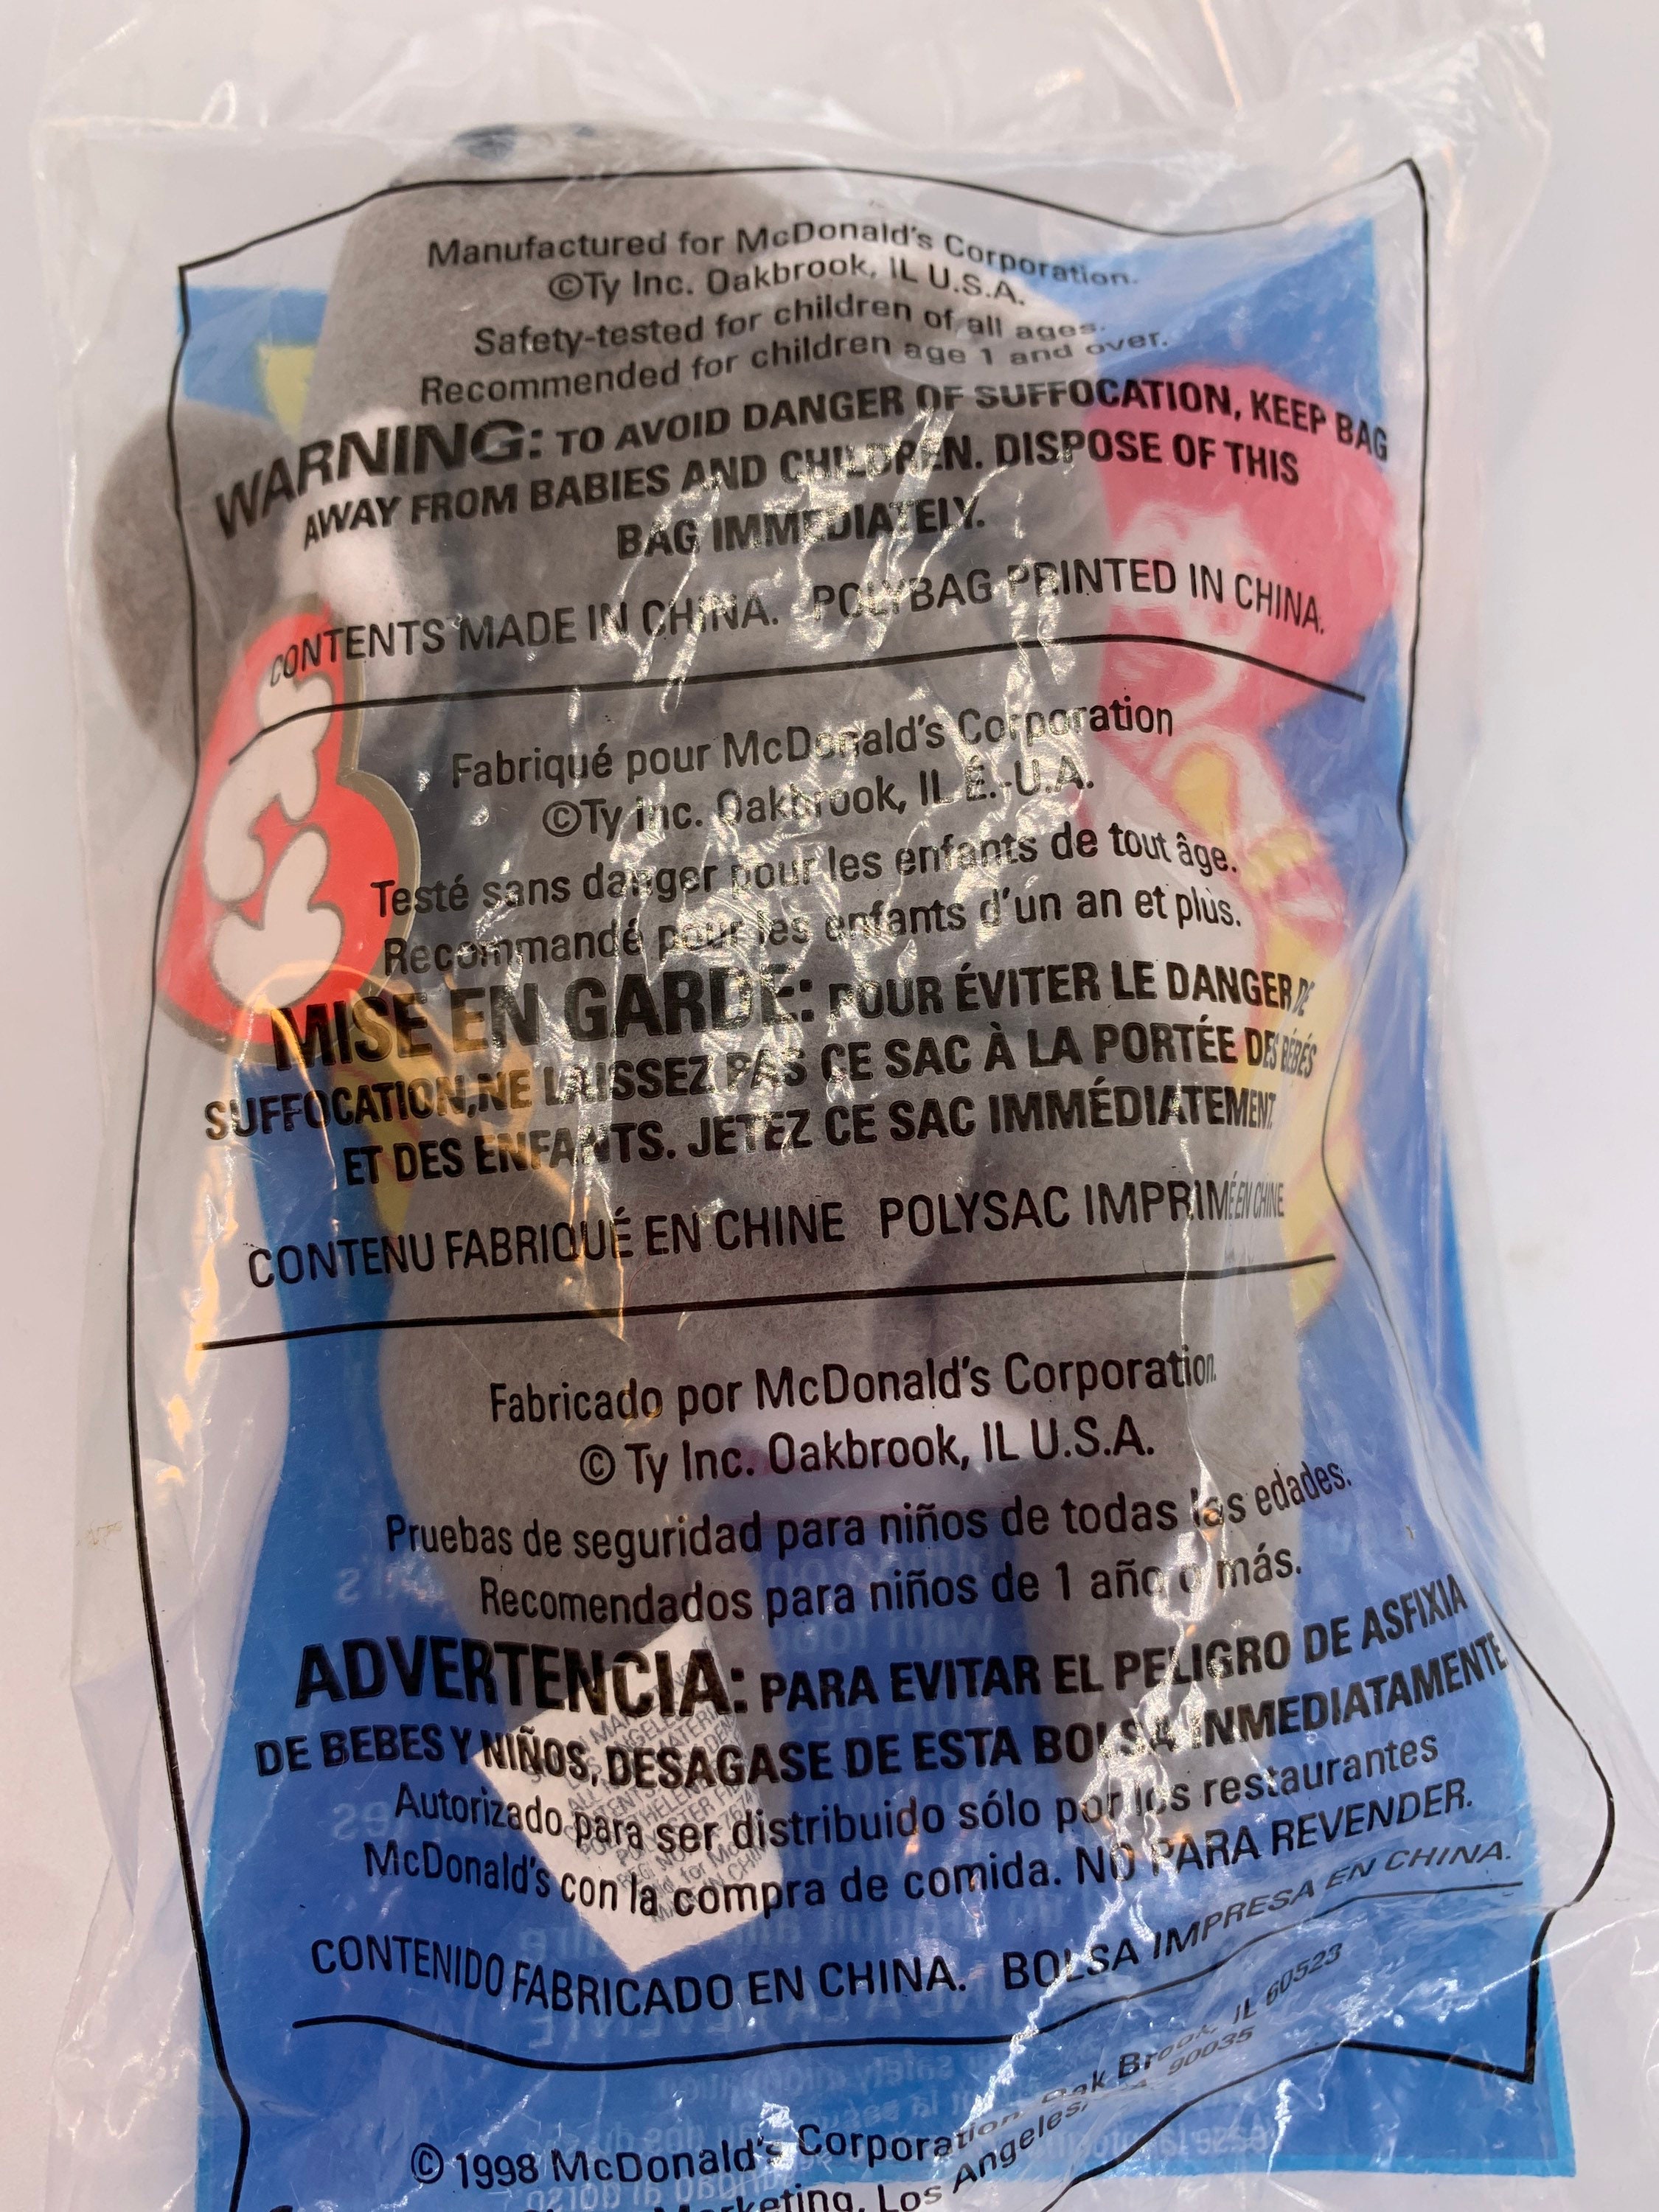 Manufactured for McDonald's Corporation.
©Ty Inc. Oakbrook, IL U.S.A.
Safety-tested for children of all ages.
Recommended for children age 1 and over.
WARNING: TO AVOID DANGER OF SUFFOCATION, KEEP BAG
AWAY FROM BABIES AND CHILDREN. DISPOSE OF THIS
BAG IMMEDIATELY.
CONTENTS MADE IN CHINA. POLYBAG PRINTED IN CHINA.
ty
Fabriqué pour McDonald's Corporation
©Ty Inc. Oakbrook, IL É.-U.A.
Testé sans danger pour les enfants de tout âge.
Recommandé pour les enfants d'un an et plus.
MISE EN GARDE: POUR ÉVITER LE DANGER DE
SUFFOCATION,NE LAISSEZ PAS CE SAC À LA PORTÉE DES BÉBÉS
ET DES ENFANTS. JETEZ CE SAC IMMÉDIATEMENT.
CONTENU FABRIQUÉ EN CHINE POLYSAC IMPRIMÉ EN CHINE
Fabricado por McDonald's Corporation.
© Ty Inc. Oakbrook, IL U.S.A.
Pruebas de seguridad para niños de todas las edades.
Recomendados para niños de 1 año o más.
ADVERTENCIA: PARA EVITAR EL PELIGRO DE ASFIXIA
DE BEBES Y NIÑOS, DESAGASE DE ESTA BOLSA INMEDIATAMENTE
Autorizado para ser distribuido sólo por los restaurantes
McDonald's con la compra de comida. NO PARA REVENDER.
CONTENIDO FABRICADO EN CHINA. BOLSA IMPRESA EN CHINA.
© 1998 McDonald's Corporation Oak Brook, IL 60523
Marketing, Los Angeles, 90035